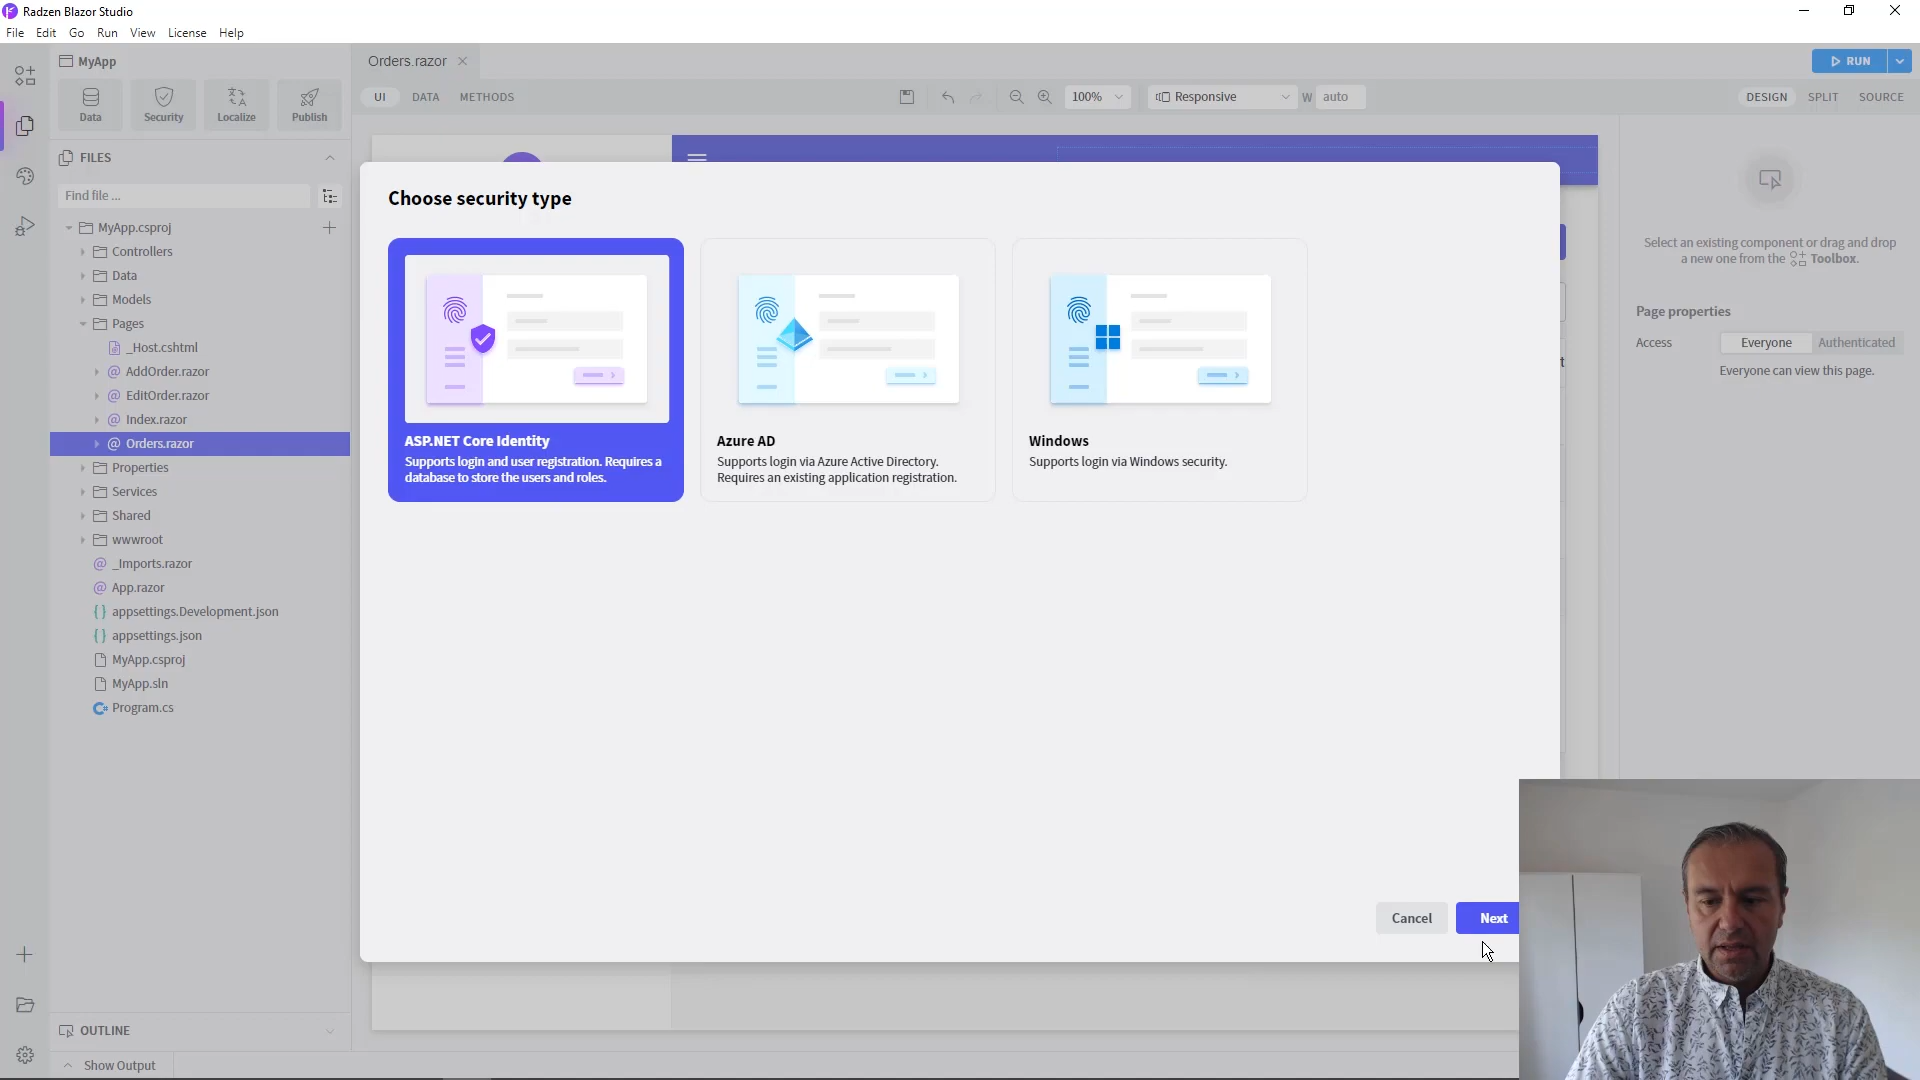 Radzen Blazor Studio
File Edit Go Run View License Help
MyApp
Data Security Localize Publish
FILES
Find file ...
MyApp.csproj
Controllers
Data
Models
Pages
_Host.cshtml
AddOrder.razor
EditOrder.razor
Index.razor
Orders.razor
Properties
Services
Shared
wwwroot
_Imports.razor
App.razor
appsettings.Development.json
appsettings.json
MyApp.csproj
MyApp.sln
Program.cs
OUTLINE
Show Output
Orders.razor
RUN
UI DATA METHODS
100% Responsive W auto
DESIGN SPLIT SOURCE
Choose security type
ASP.NET Core Identity
Supports login and user registration. Requires a
database to store the users and roles.
Azure AD
Supports login via Azure Active Directory.
Requires an existing application registration.
Windows
Supports login via Windows security.
Cancel Next
Select an existing component or drag and drop
a new one from the Toolbox.
Page properties
Access Everyone Authenticated
Everyone can view this page.